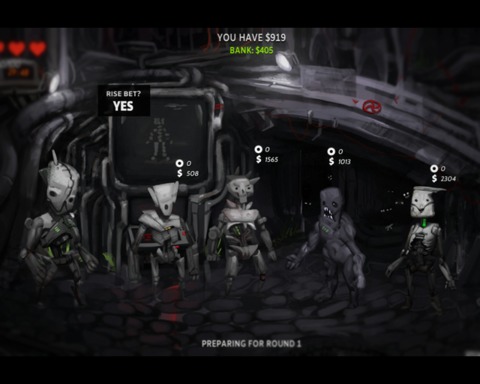 YOU HAVE $919
BANK: $405
RISE BET?
YES
0
$ 508
0
$ 1565
0
$ 1013
0
$ 2304
PREPARING FOR ROUND 1